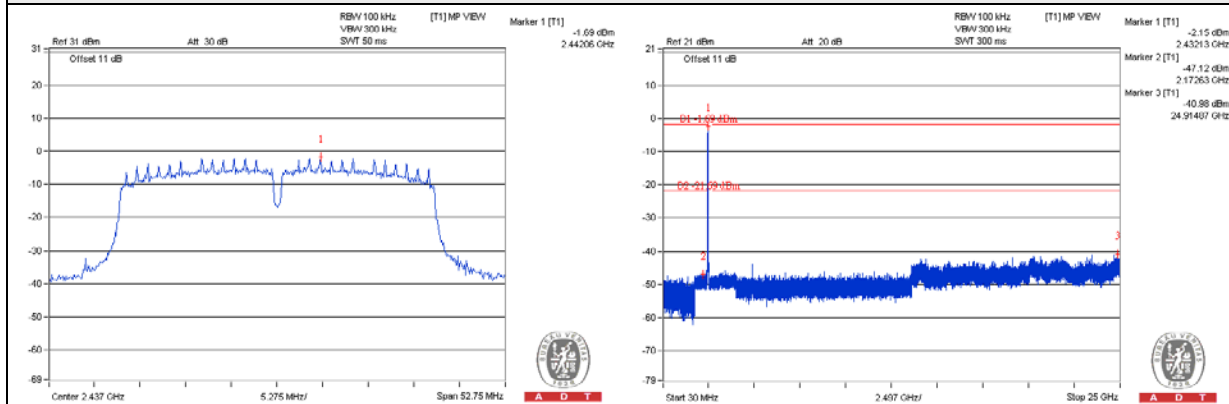 RBW 100 kHz [T1] MP VIEW
VBW 300 kHz
Ref 31 dBm Att 30 dB SWT 50 ms
Marker 1 [T1]
-1.69 dBm
2.44206 GHz
Offset 11 dB
31
20
10
0
-10
-20
-30
-40
-50
-60
-69
1
Center 2.437 GHz 5.275 MHz/ Span 52.75 MHz
BUREAU VERITAS
1828
A D T
RBW 100 kHz [T1] MP VIEW
VBW 300 kHz
Ref 21 dBm Att 20 dB SWT 300 ms
Marker 1 [T1]
-2.15 dBm
2.43213 GHz
Marker 2 [T1]
-47.12 dBm
2.17263 GHz
Marker 3 [T1]
-40.98 dBm
24.91487 GHz
Offset 11 dB
21
10
0
-10
-20
-30
-40
-50
-60
-70
-79
1
D1 -1.69 dBm
D2 -21.69 dBm
2
3
Start 30 MHz 2.497 GHz/ Stop 25 GHz
BUREAU VERITAS
1828
A D T